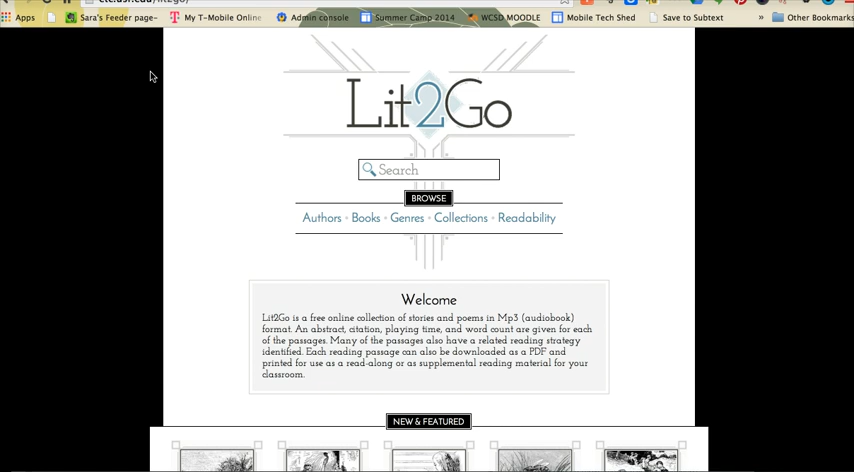 etc.usf.edu/lit2go/
Apps Sara's Feeder page- My T-Mobile Online Admin console Summer Camp 2014 WCSD MOODLE Mobile Tech Shed Save to Subtext » Other Bookmarks
Lit2Go
Search
BROWSE
Authors • Books • Genres • Collections • Readability
Welcome
Lit2Go is a free online collection of stories and poems in Mp3 (audiobook)
format. An abstract, citation, playing time, and word count are given for each
of the passages. Many of the passages also have a related reading strategy
identified. Each reading passage can also be downloaded as a PDF and
printed for use as a read-along or as supplemental reading material for your
classroom.
NEW & FEATURED